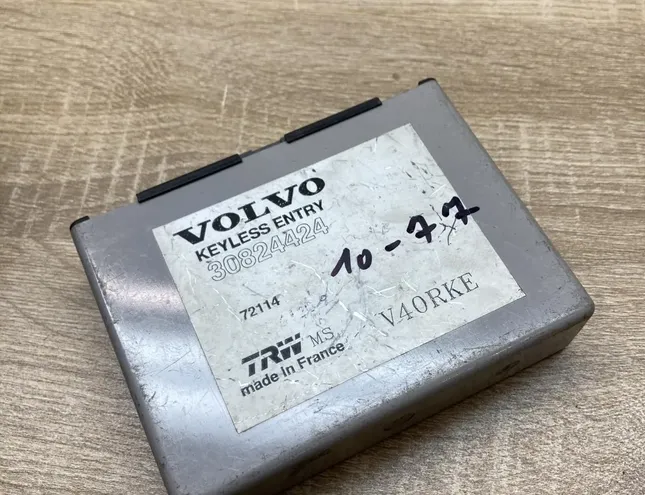 VOLVO
KEYLESS ENTRY
30824424
10-77
72114
TRW MS
V40RKE
made in France